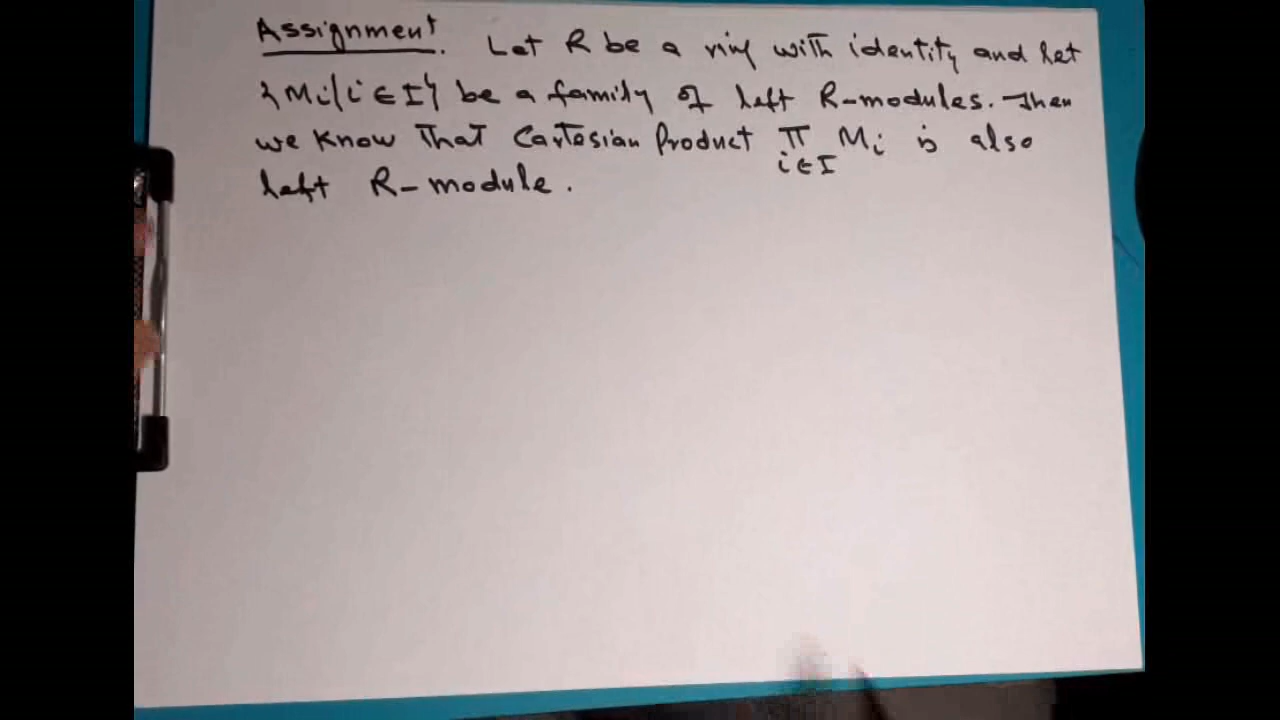 Assignment. Let R be a ring with identity and let
{Mi/i ∈ I} be a family of left R-modules. Then
we know that Cartesian Product π Mi is also
i∈I
left R-module.